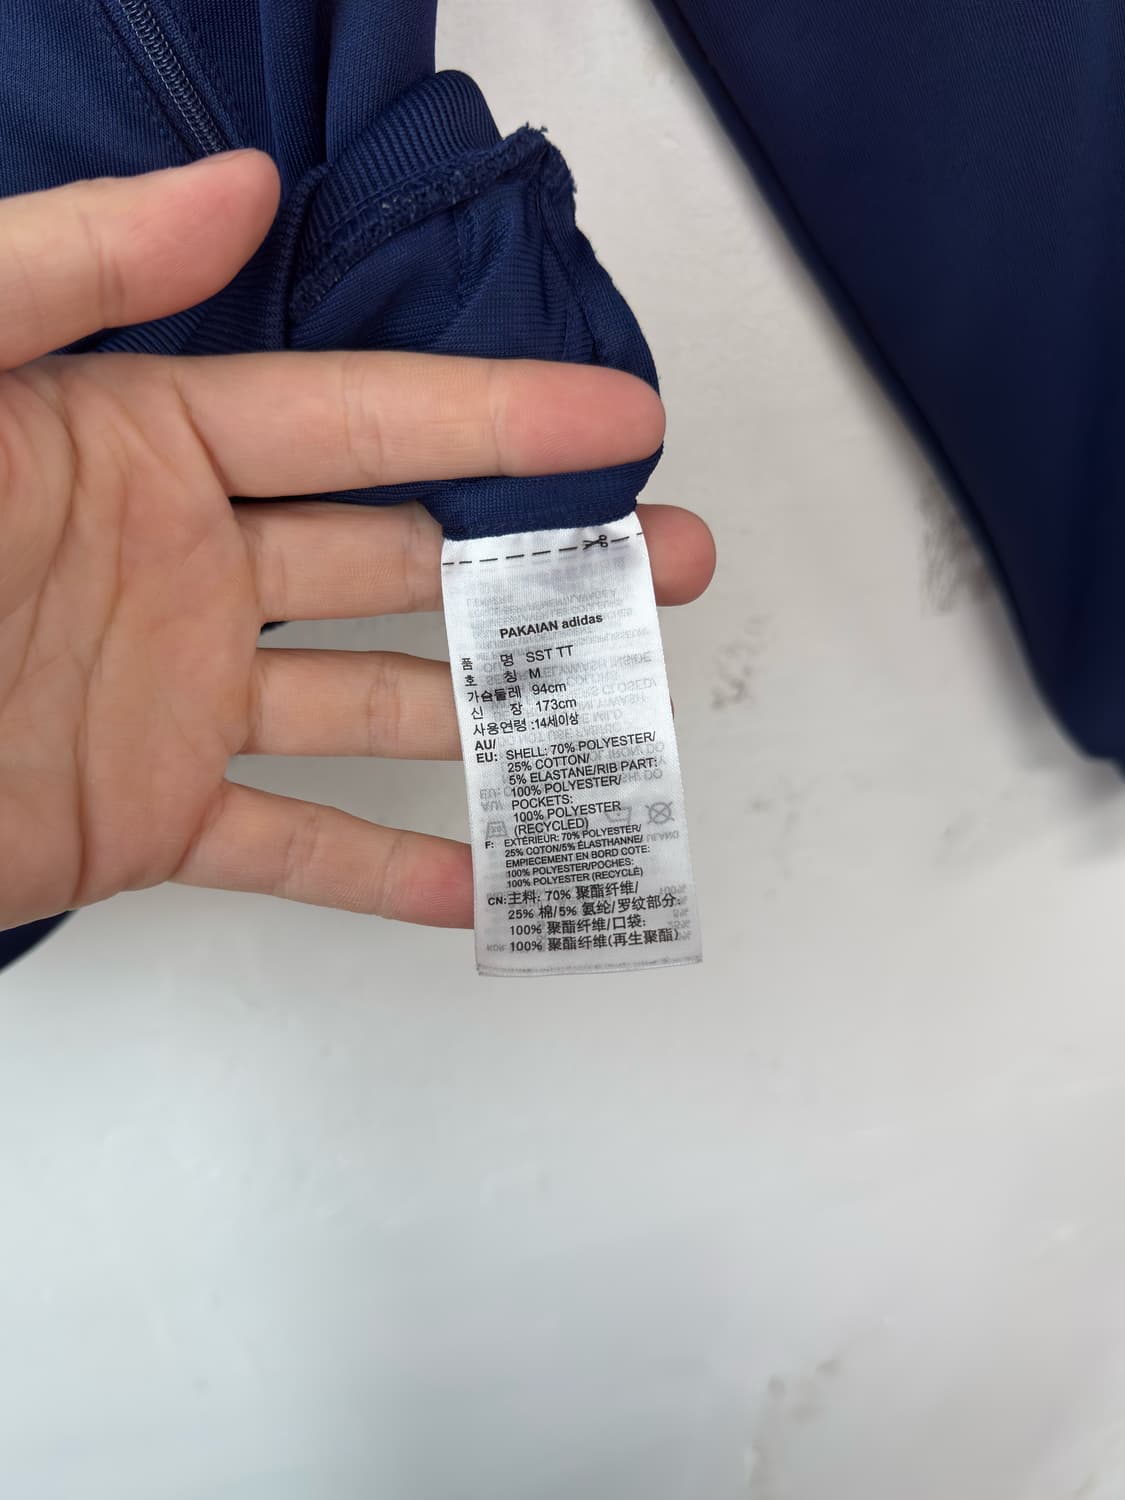 PAKAIAN adidas
품 명 SST TT
호 칭 M
가슴둘레 94cm
신 장 173cm
사용연령 :14세이상
AU/
EU: SHELL: 70% POLYESTER/
25% COTTON/
5% ELASTANE/RIB PART:
100% POLYESTER/
POCKETS:
100% POLYESTER
(RECYCLED)
F: EXTÉRIEUR: 70% POLYESTER/
25% COTON/5% ÉLASTHANNE/
EMPIECEMENT EN BORD COTE:
100% POLYESTER/POCHES:
100% POLYESTER (RECYCLÉ)
CN: 主料: 70% 聚酯纤维/
25% 棉/5% 氨纶/罗纹部分:
100% 聚酯纤维/口袋:
100% 聚酯纤维(再生聚酯)